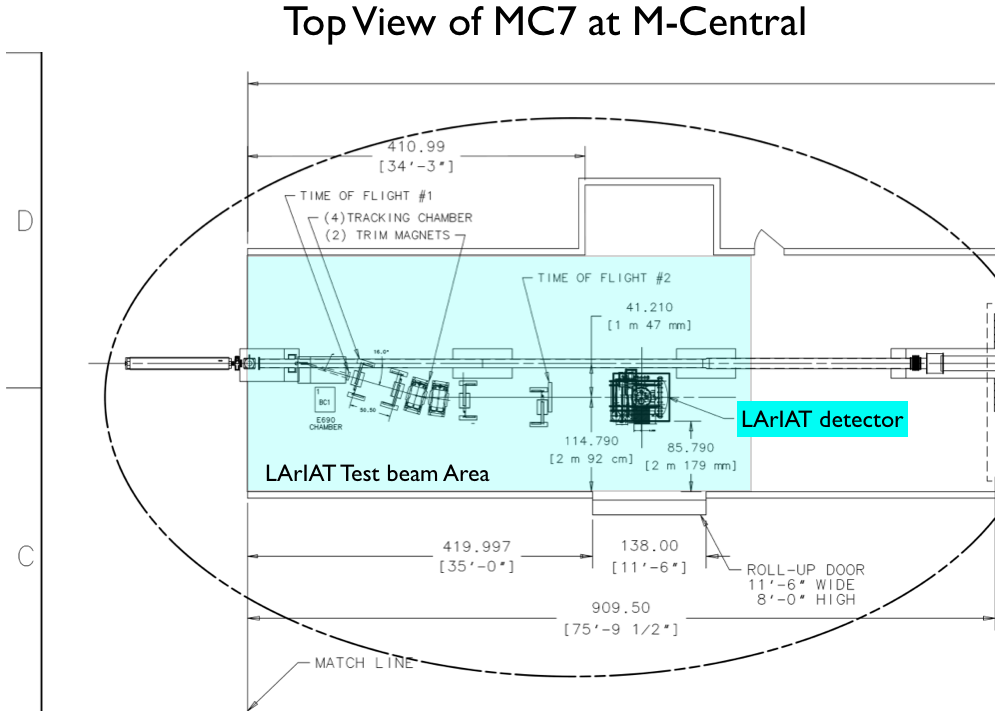 Top View of MC7 at M-Central
410.99
[34'-3"]
D
TIME OF FLIGHT #1
(4)TRACKING CHAMBER
(2) TRIM MAGNETS
TIME OF FLIGHT #2
41.210
[1 m 47 mm]
16.0°
1
BC1
50.50
E690
CHAMBER
LArIAT detector
114.790
[2 m 92 cm]
85.790
[2 m 179 mm]
LArIAT Test beam Area
C
419.997
[35'-0"]
138.00
[11'-6"]
ROLL-UP DOOR
11'-6" WIDE
8'-0" HIGH
909.50
[75'-9 1/2"]
MATCH LINE